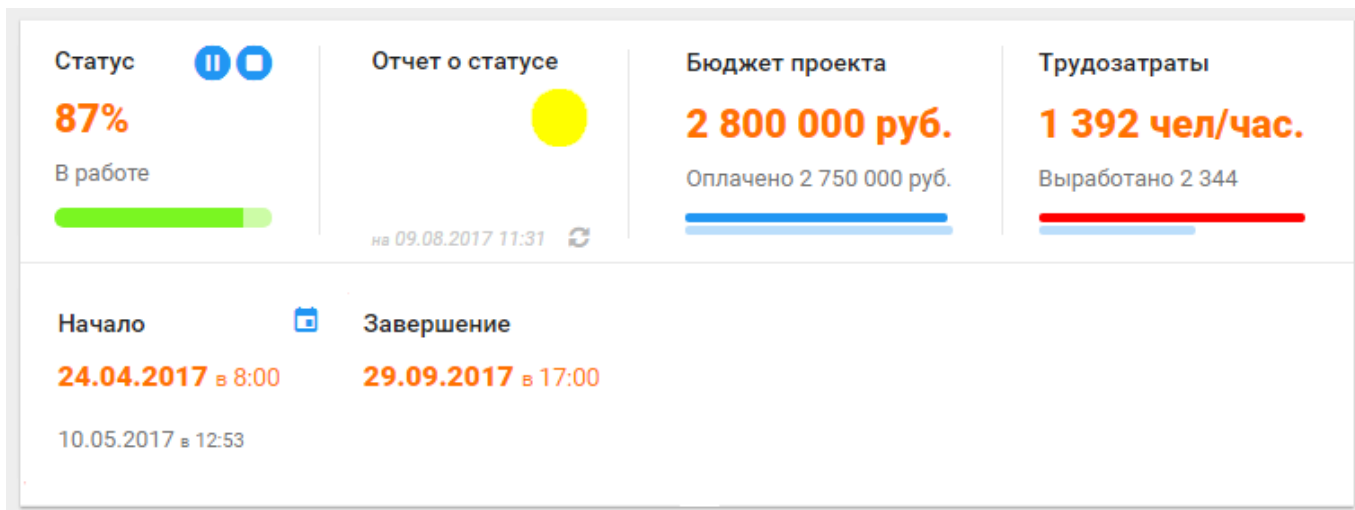 Статус
87%
В работе
Отчет о статусе
на 09.08.2017 11:31
Бюджет проекта
2 800 000 руб.
Оплачено 2 750 000 руб.
Трудозатраты
1 392 чел/час.
Выработано 2 344
Начало
24.04.2017 в 8:00
10.05.2017 в 12:53
Завершение
29.09.2017 в 17:00